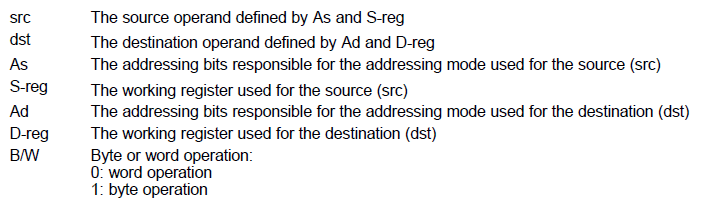 src The source operand defined by As and S-reg
dst The destination operand defined by Ad and D-reg
As The addressing bits responsible for the addressing mode used for the source (src)
S-reg The working register used for the source (src)
Ad The addressing bits responsible for the addressing mode used for the destination (dst)
D-reg The working register used for the destination (dst)
B/W Byte or word operation:
0: word operation
1: byte operation